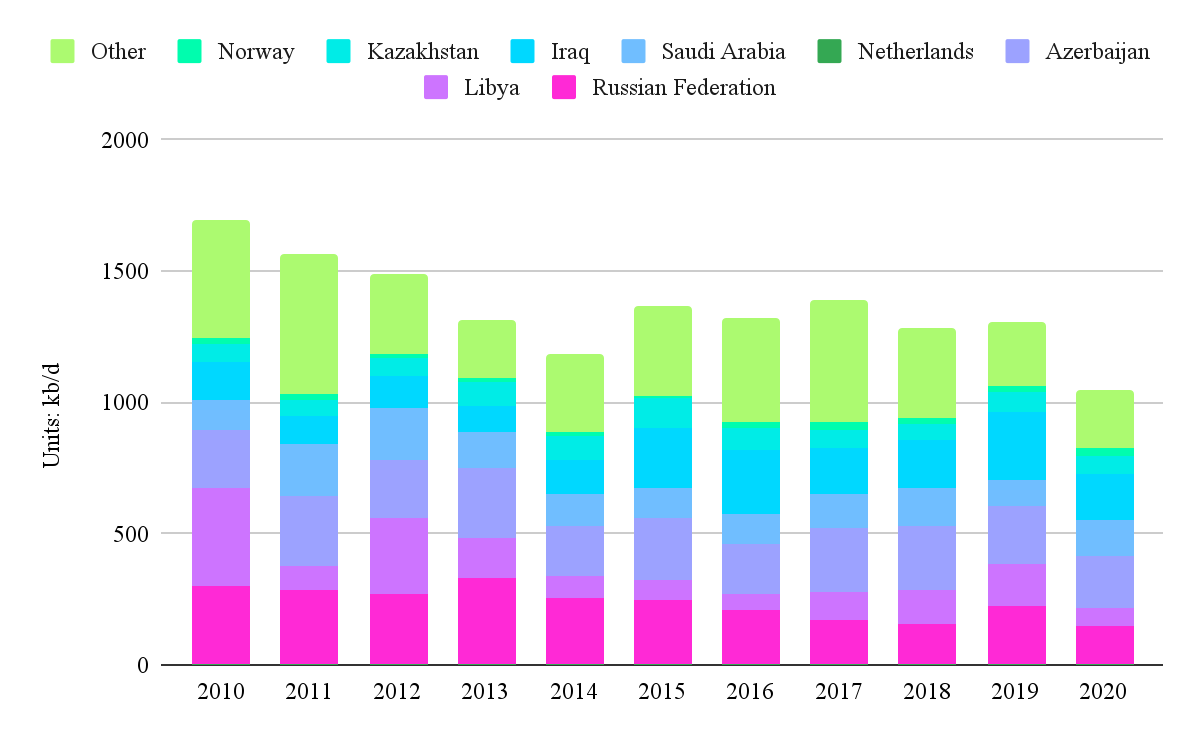 Other Norway Kazakhstan Iraq Saudi Arabia Netherlands Azerbaijan
Libya Russian Federation
2000
1500
1000
500
0
Units: kb/d
2010 2011 2012 2013 2014 2015 2016 2017 2018 2019 2020